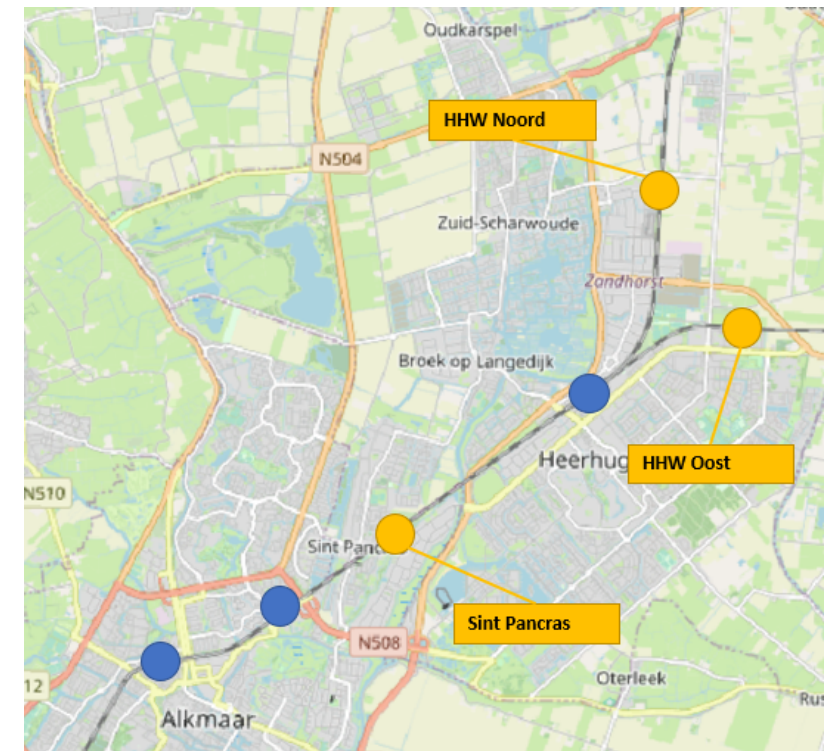 Oudkarspel
HHW Noord
N504
Zuid-Scharwoude
Zandhorst
Broek op Langedijk
Heerhug
HHW Oost
N510
Sint Pancras
Sint Pancras
N508
12
Oterleek
Rus
Alkmaar